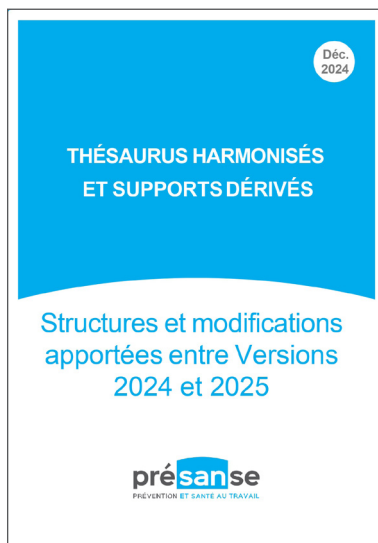 Déc.
2024
THÉSAURUS HARMONISÉS
ET SUPPORTS DÉRIVÉS
Structures et modifications
apportées entre Versions
2024 et 2025
présanse
PRÉVENTION ET SANTÉ AU TRAVAIL